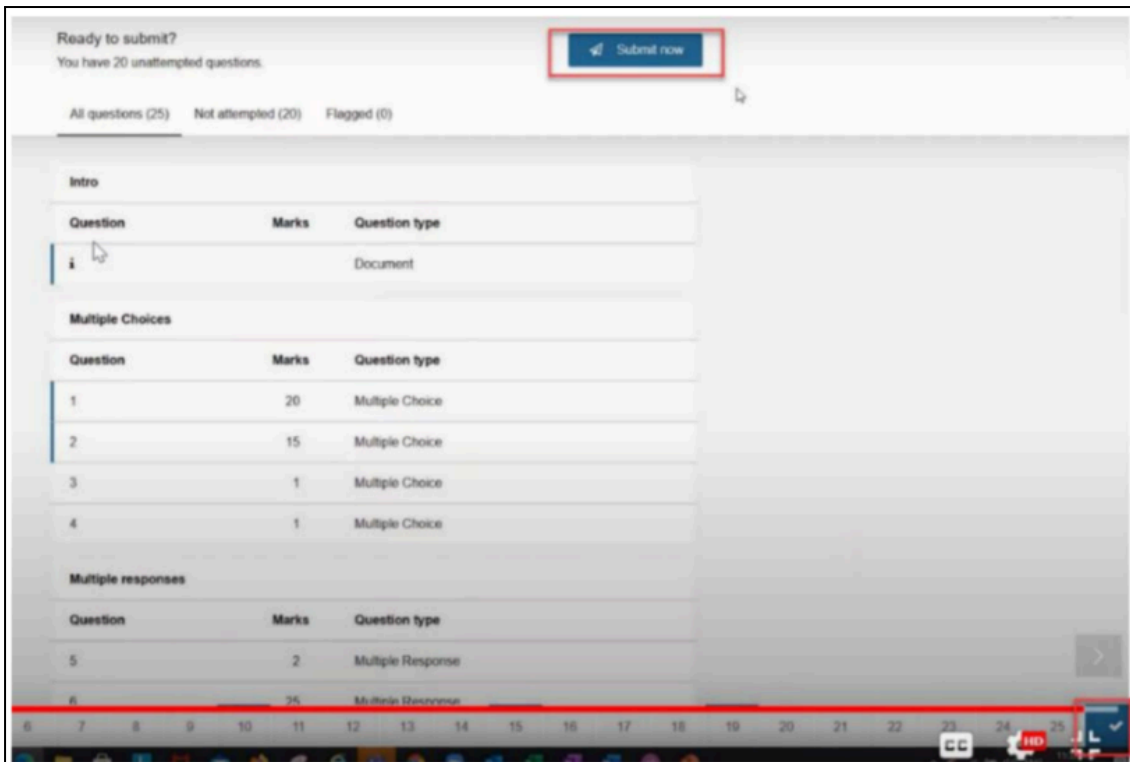 Ready to submit?
Submit now
You have 20 unattempted questions.
All questions (25) Not attempted (20) Flagged (0)
Intro
Question Marks Question type
i Document
Multiple Choices
Question Marks Question type
1 20 Multiple Choice
2 15 Multiple Choice
3 1 Multiple Choice
4 1 Multiple Choice
Multiple responses
Question Marks Question type
5 2 Multiple Response
6 25 Multiple Response
6 7 8 9 10 11 12 13 14 15 16 17 18 19 20 21 22 23 24 25
CC HD